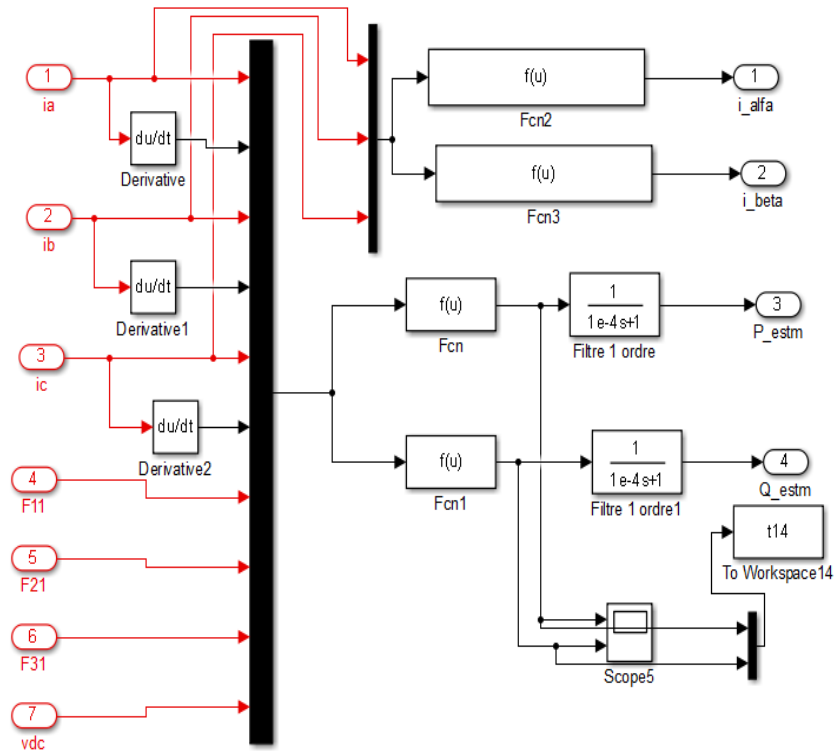 1
ia
du/dt
Derivative
2
ib
du/dt
Derivative1
3
ic
du/dt
Derivative2
4
F11
5
F21
6
F31
7
vdc
f(u)
Fcn2
1
i_alfa
f(u)
Fcn3
2
i_beta
f(u)
Fcn
1
1e-4s+1
Filtre 1 ordre
3
P_estm
f(u)
Fcn1
1
1e-4s+1
Filtre 1 ordre1
4
Q_estm
t14
To Workspace14
Scope5